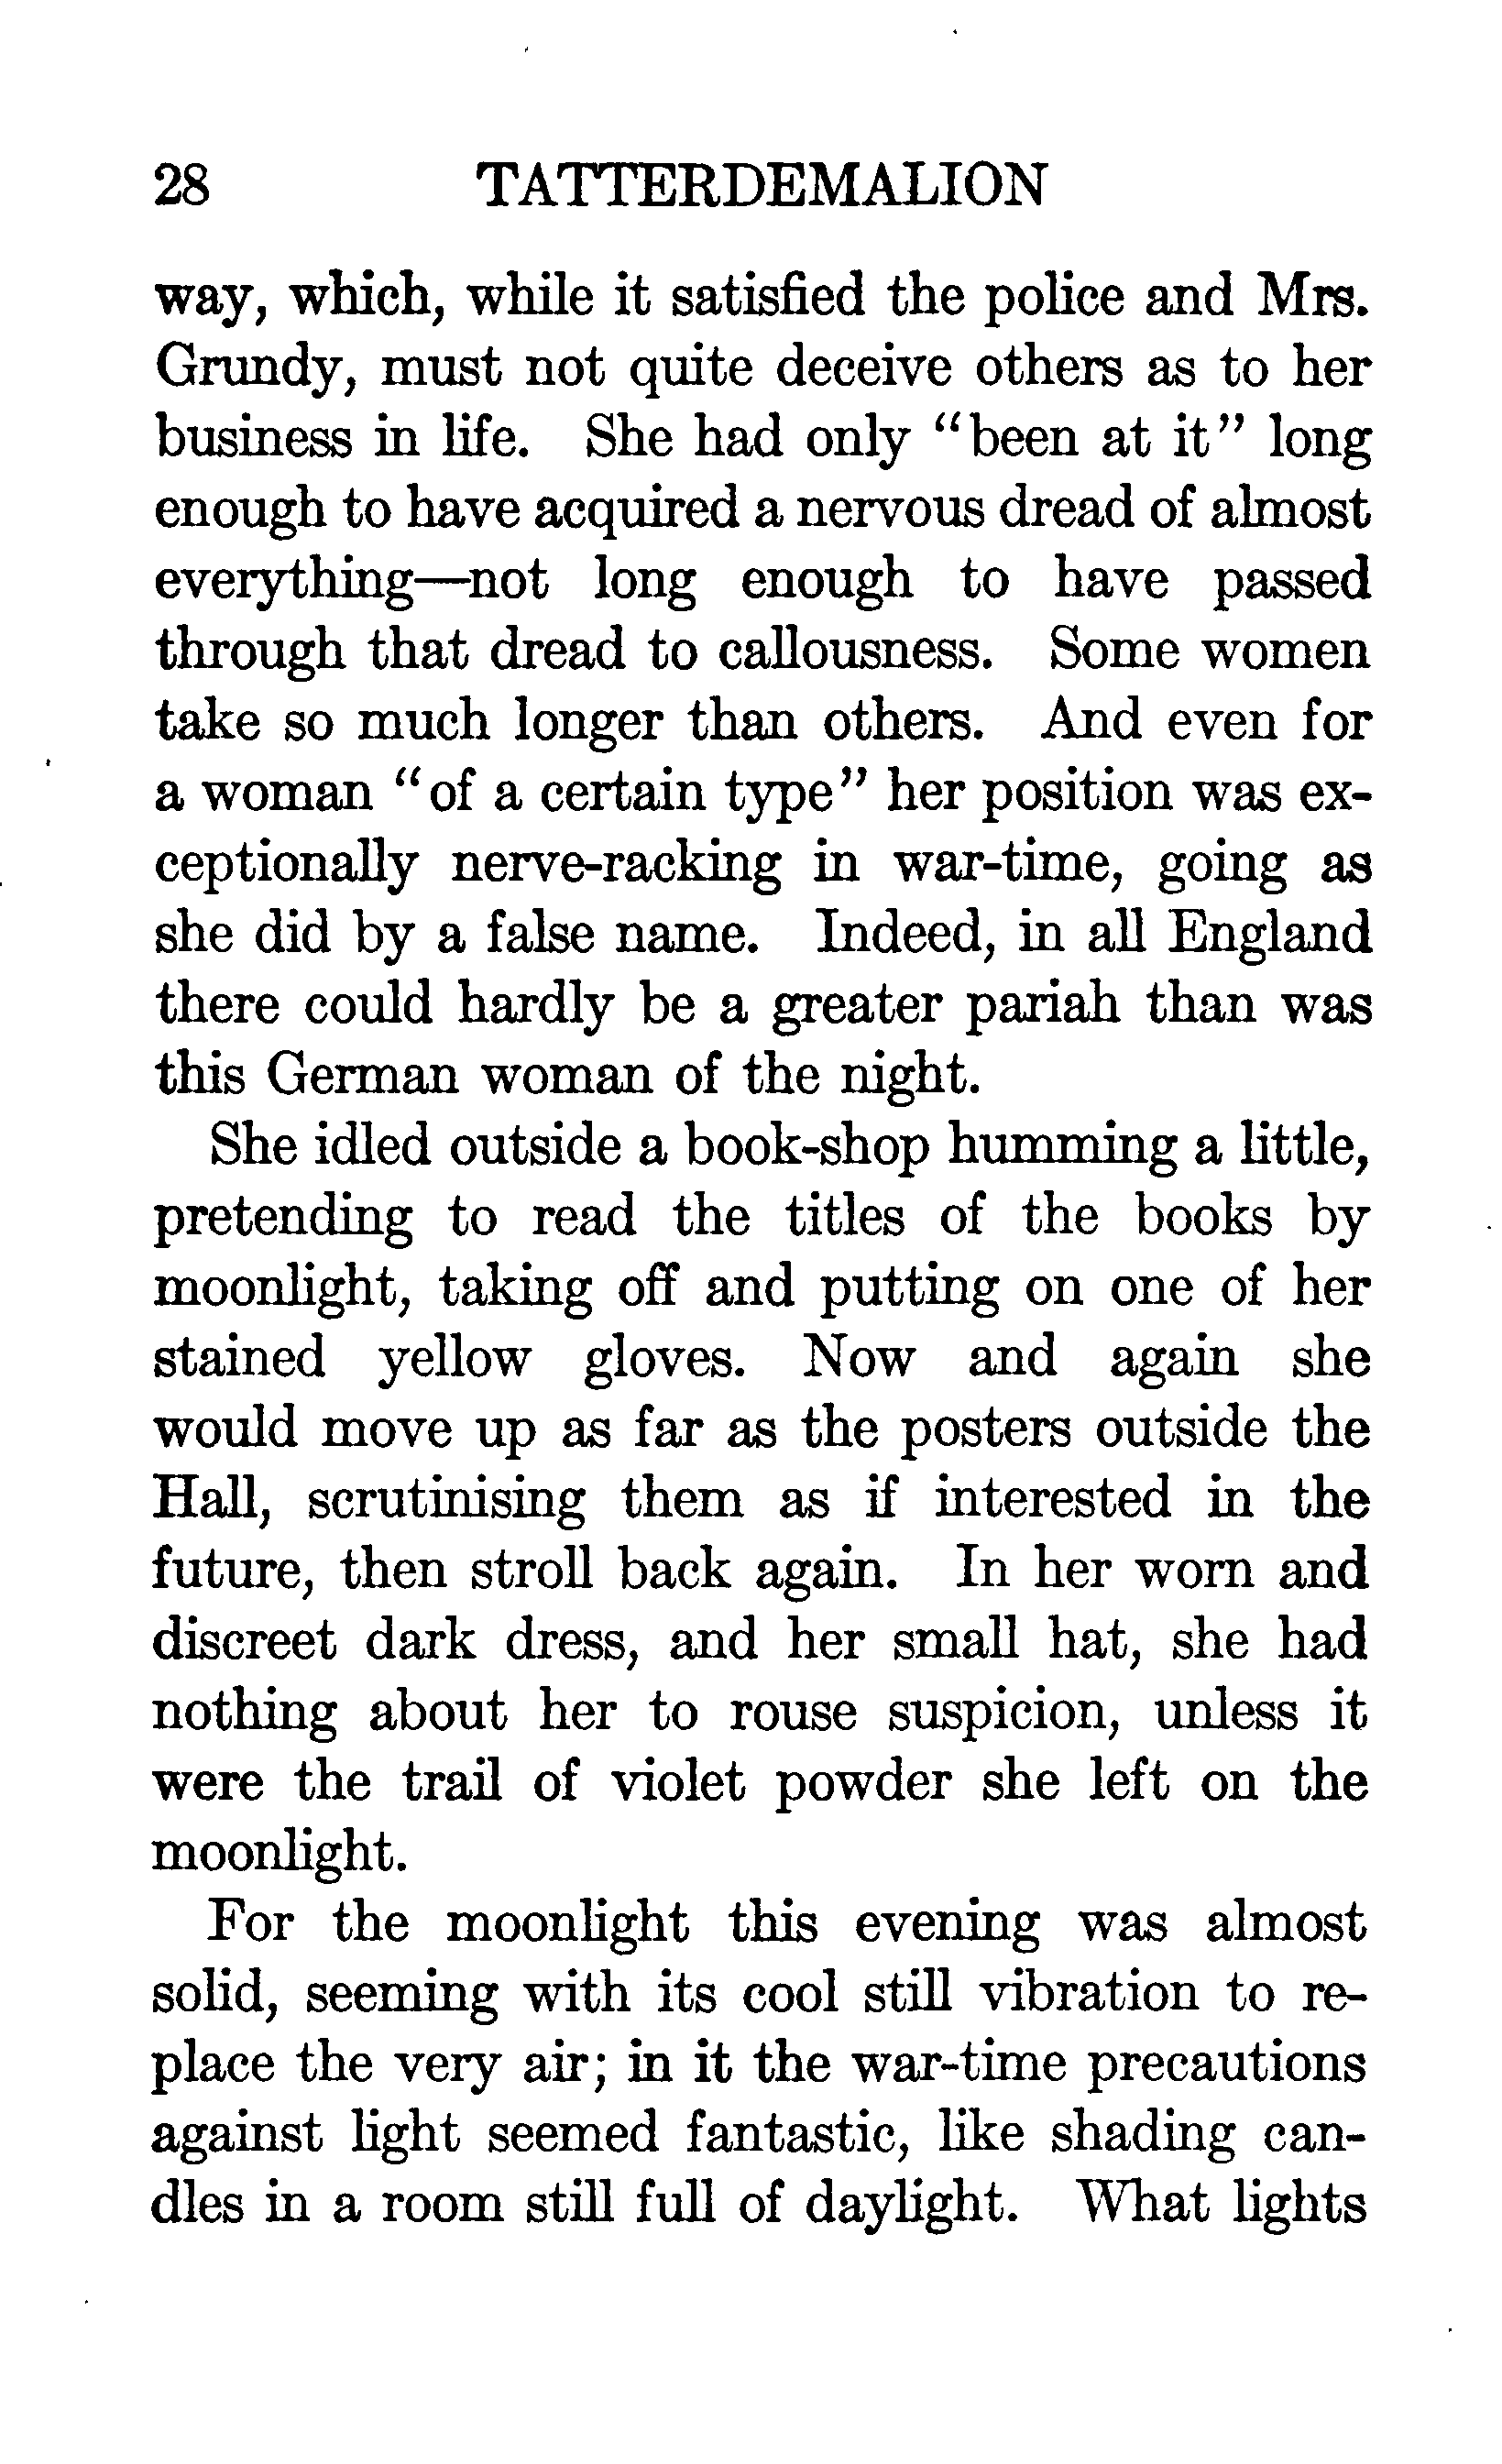 28 TATTERDEMALION
way, which, while it satisfied the police and Mrs.
Grundy, must not quite deceive others as to her
business in life. She had only "been at it" long
enough to have acquired a nervous dread of almost
everything—not long enough to have passed
through that dread to callousness. Some women
take so much longer than others. And even for
a woman "of a certain type" her position was ex-
ceptionally nerve-racking in war-time, going as
she did by a false name. Indeed, in all England
there could hardly be a greater pariah than was
this German woman of the night.
She idled outside a book-shop humming a little,
pretending to read the titles of the books by
moonlight, taking off and putting on one of her
stained yellow gloves. Now and again she
would move up as far as the posters outside the
Hall, scrutinising them as if interested in the
future, then stroll back again. In her worn and
discreet dark dress, and her small hat, she had
nothing about her to rouse suspicion, unless it
were the trail of violet powder she left on the
moonlight.
For the moonlight this evening was almost
solid, seeming with its cool still vibration to re-
place the very air; in it the war-time precautions
against light seemed fantastic, like shading can-
dles in a room still full of daylight. What lights